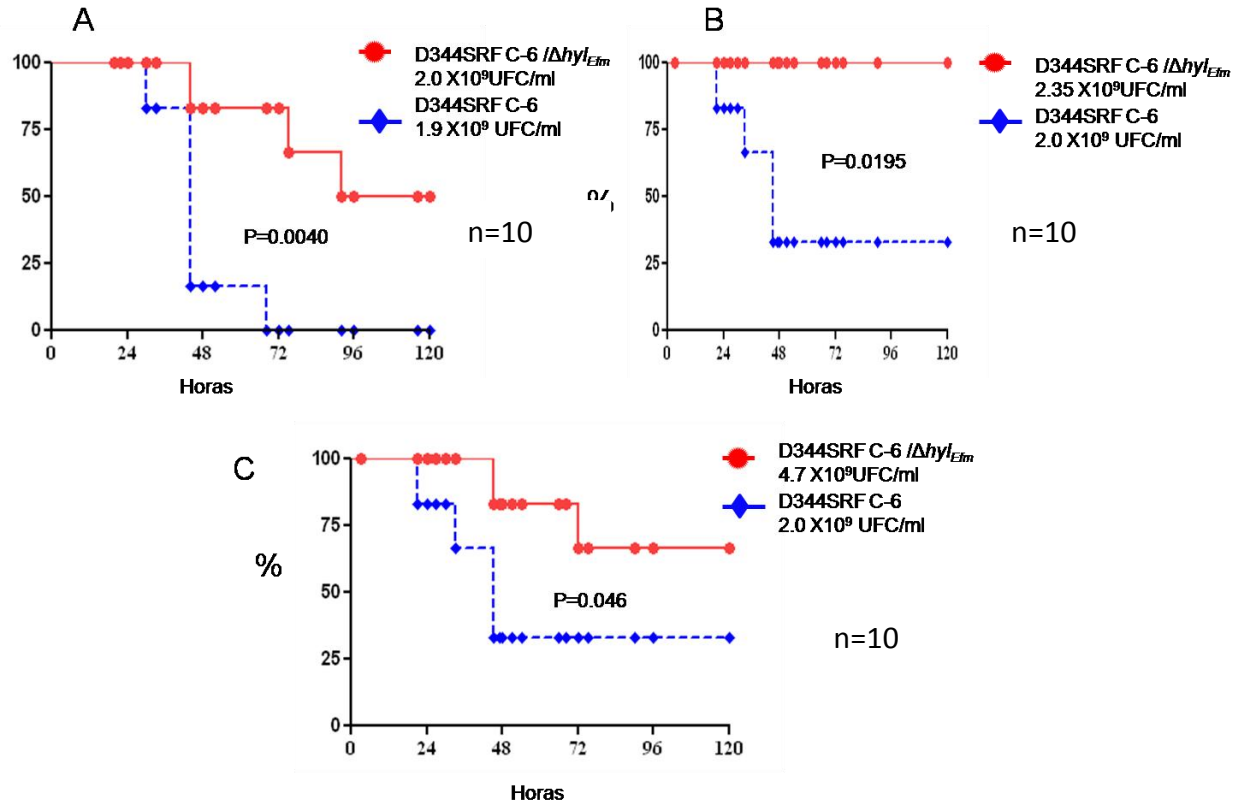 A
D344SRF C-6 /Δhyl_Efm
2.0 X10⁹UFC/ml
D344SRF C-6
1.9 X10⁹ UFC/ml
100
75
50
25
0
P=0.0040
n=10
0 24 48 72 96 120
Horas
B
D344SRF C-6 /Δhyl_Efm
2.35 X10⁹UFC/ml
D344SRF C-6
2.0 X10⁹ UFC/ml
%
100
75
50
25
0
P=0.0195
n=10
0 24 48 72 96 120
Horas
C
D344SRF C-6 /Δhyl_Efm
4.7 X10⁹UFC/ml
D344SRF C-6
2.0 X10⁹ UFC/ml
%
100
75
50
25
0
P=0.046
n=10
0 24 48 72 96 120
Horas